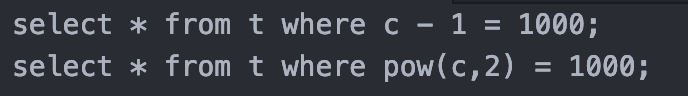 select * from t where c - 1 = 1000;
select * from t where pow(c,2) = 1000;